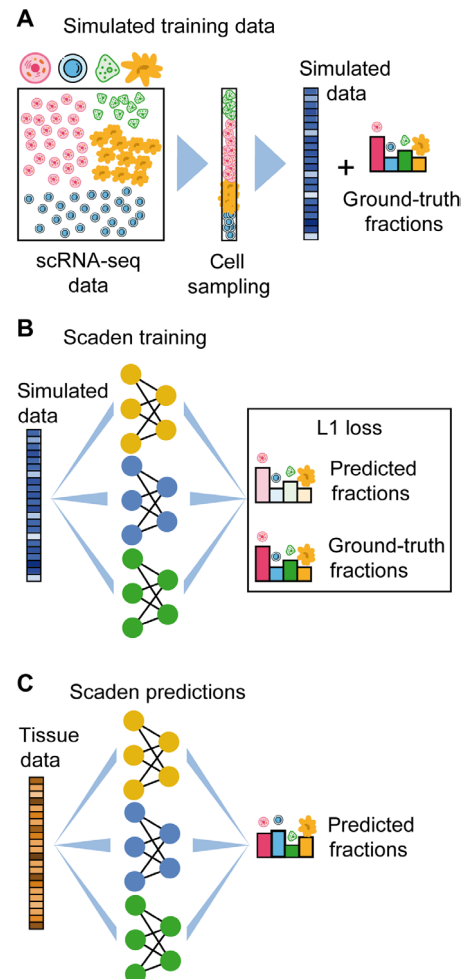 A
Simulated training data
scRNA-seq
data
Cell
sampling
Simulated
data
+
Ground-truth
fractions
B
Scaden training
Simulated
data
L1 loss
Predicted
fractions
Ground-truth
fractions
C
Scaden predictions
Tissue
data
Predicted
fractions